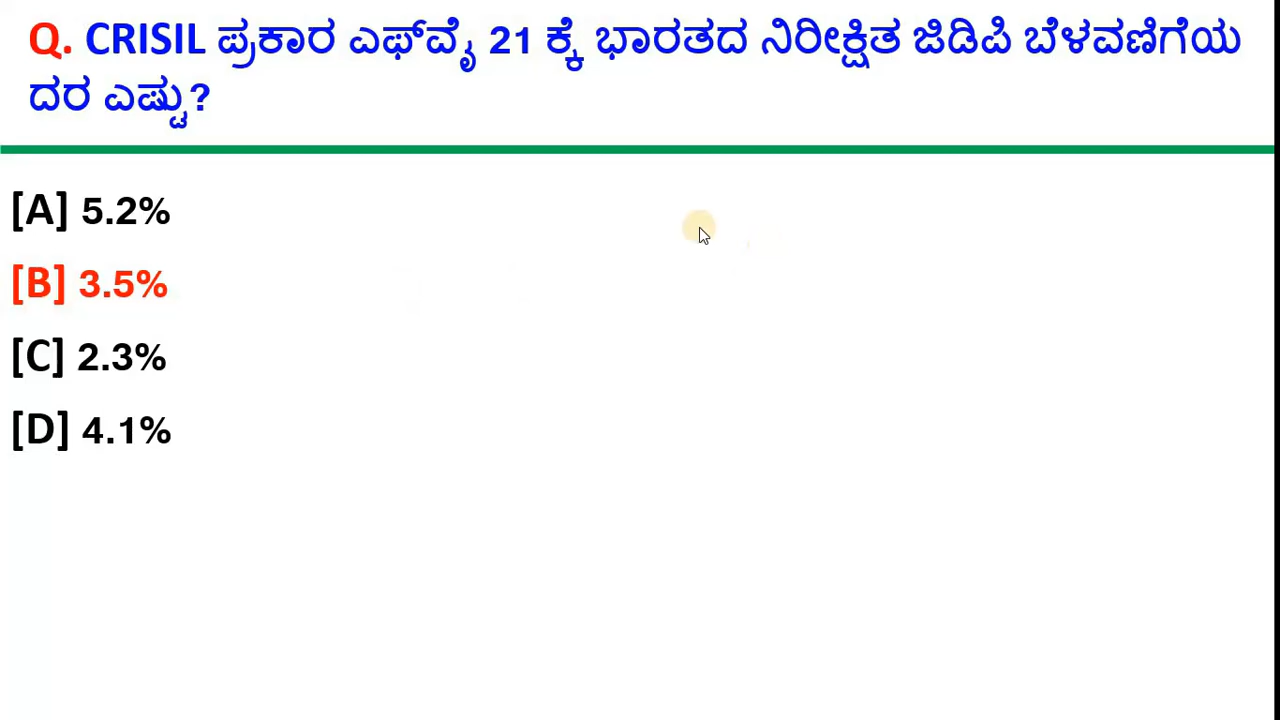 Q. CRISIL ಪ್ರಕಾರ ಎಫ್‌ವೈ 21 ಕ್ಕೆ ಭಾರತದ ನಿರೀಕ್ಷಿತ ಜಿಡಿಪಿ ಬೆಳವಣಿಗೆಯ
ದರ ಎಷ್ಟು?
[A] 5.2%
[B] 3.5%
[C] 2.3%
[D] 4.1%